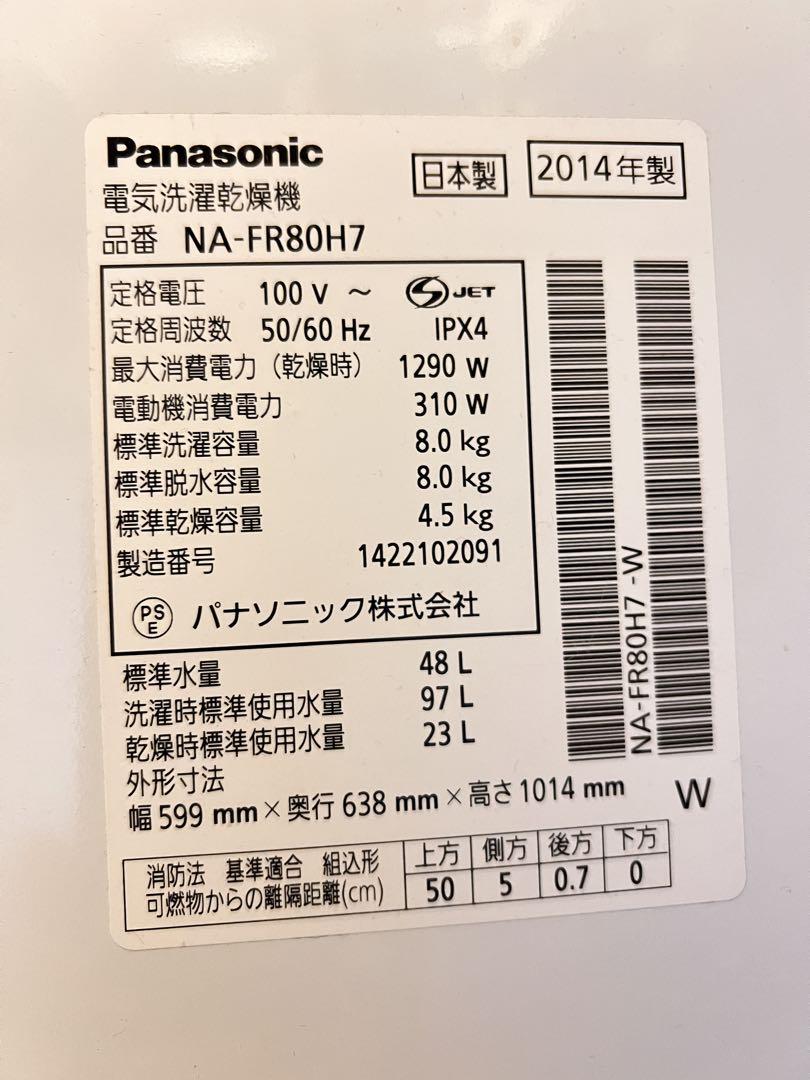 Panasonic
日本製
2014年製
電気洗濯乾燥機
品番 NA-FR80H7
定格電圧 100 V ～ S JET
定格周波数 50/60 Hz IPX4
最大消費電力（乾燥時） 1290 W
電動機消費電力 310 W
標準洗濯容量 8.0 kg
標準脱水容量 8.0 kg
標準乾燥容量 4.5 kg
製造番号 1422102091
PS
E パナソニック株式会社
NA-FR80H7 -W
標準水量 48 L
洗濯時標準使用水量 97 L
乾燥時標準使用水量 23 L
外形寸法
幅 599 mm × 奥行 638 mm × 高さ 1014 mm
W
消防法 基準適合 組込形
可燃物からの離隔距離(cm)
上方 側方 後方 下方
50 5 0.7 0